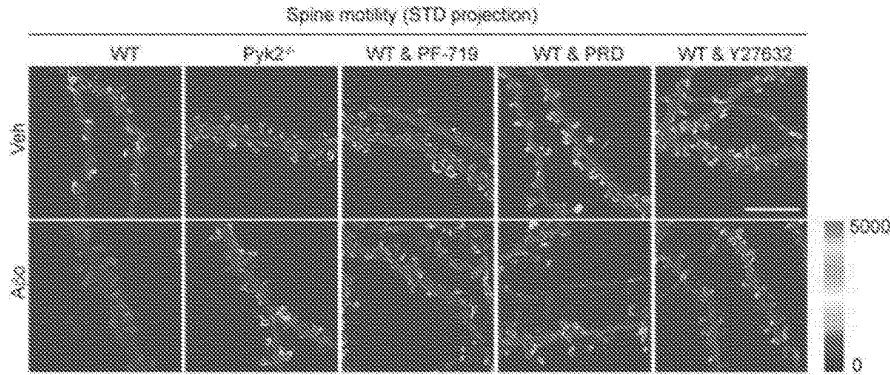 Spine motility (STD projection)
WT Pyk2-/- WT & PF-719 WT & PRD WT & Y27632
Veh
Aβo
5000
0